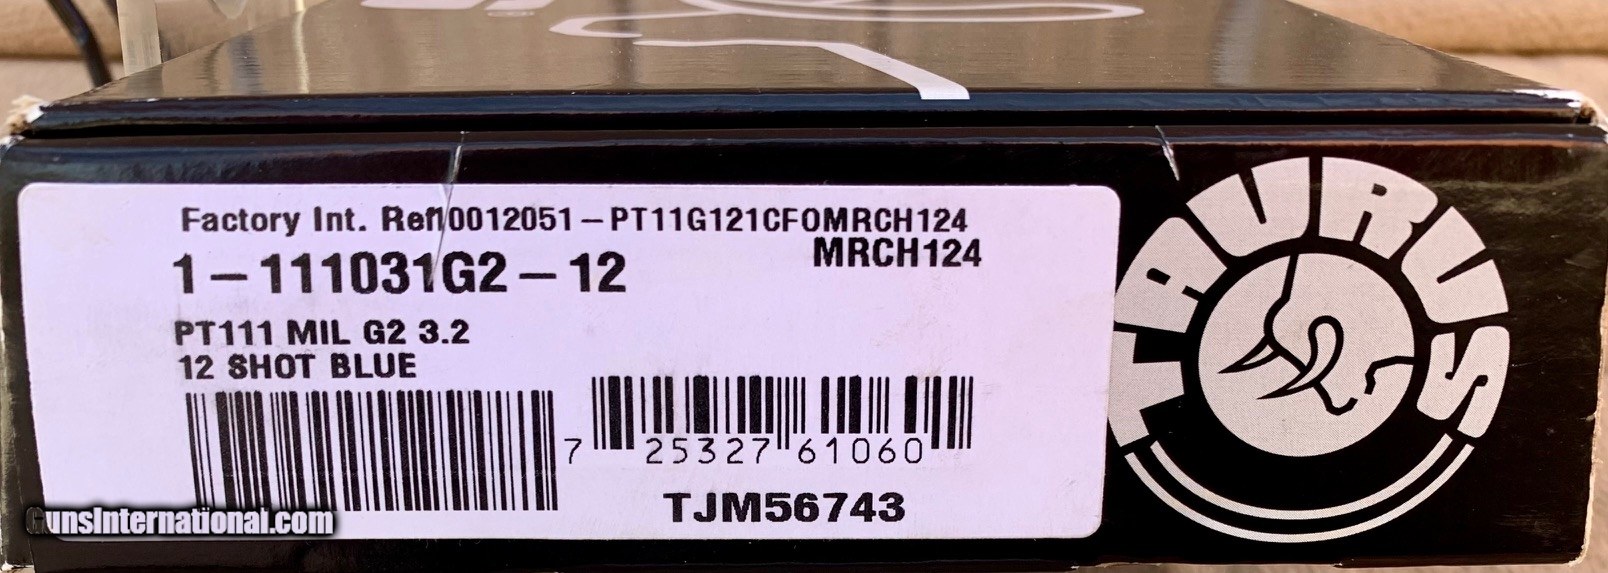 Factory Int. Ref10012051-PT11G121CFOMRCH124
MRCH124
1-111031G2-12
PT111 MIL G2 3.2
12 SHOT BLUE
7 25327 61060
TJM56743
TAURUS
GunsInternational.com